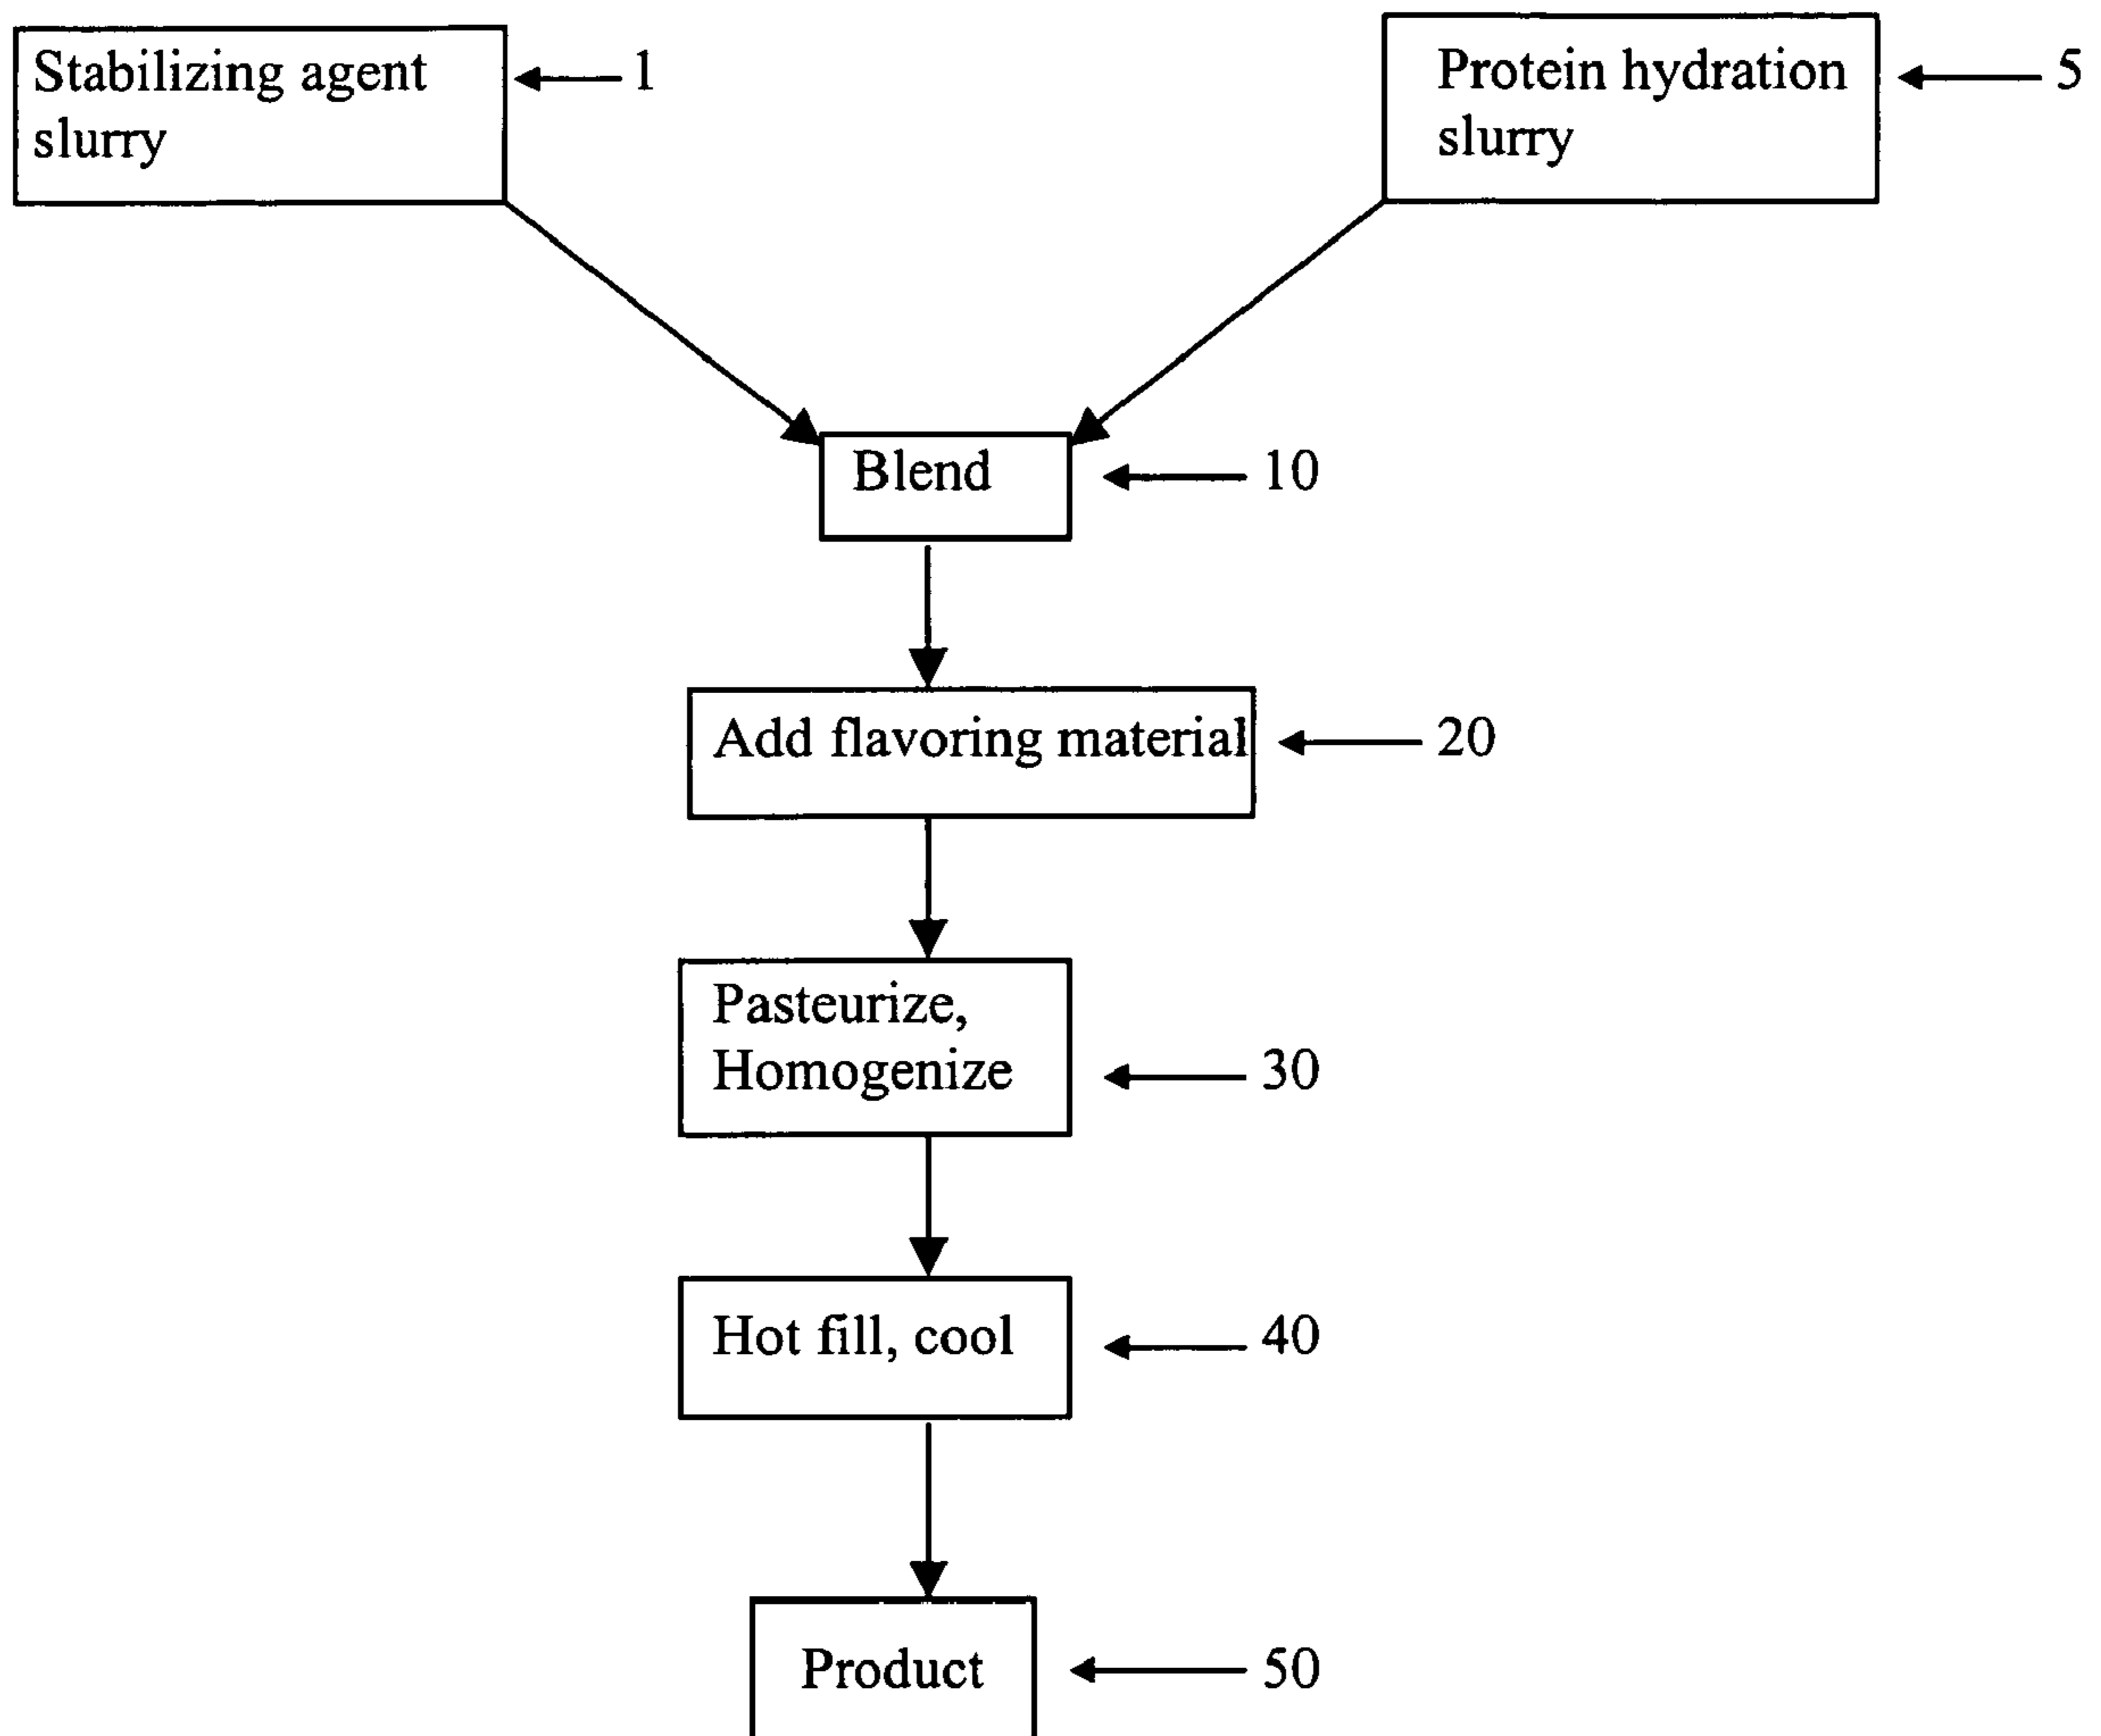 Stabilizing agent
slurry
1
Protein hydration
slurry
5
Blend
10
Add flavoring material
20
Pasteurize,
Homogenize
30
Hot fill, cool
40
Product
50